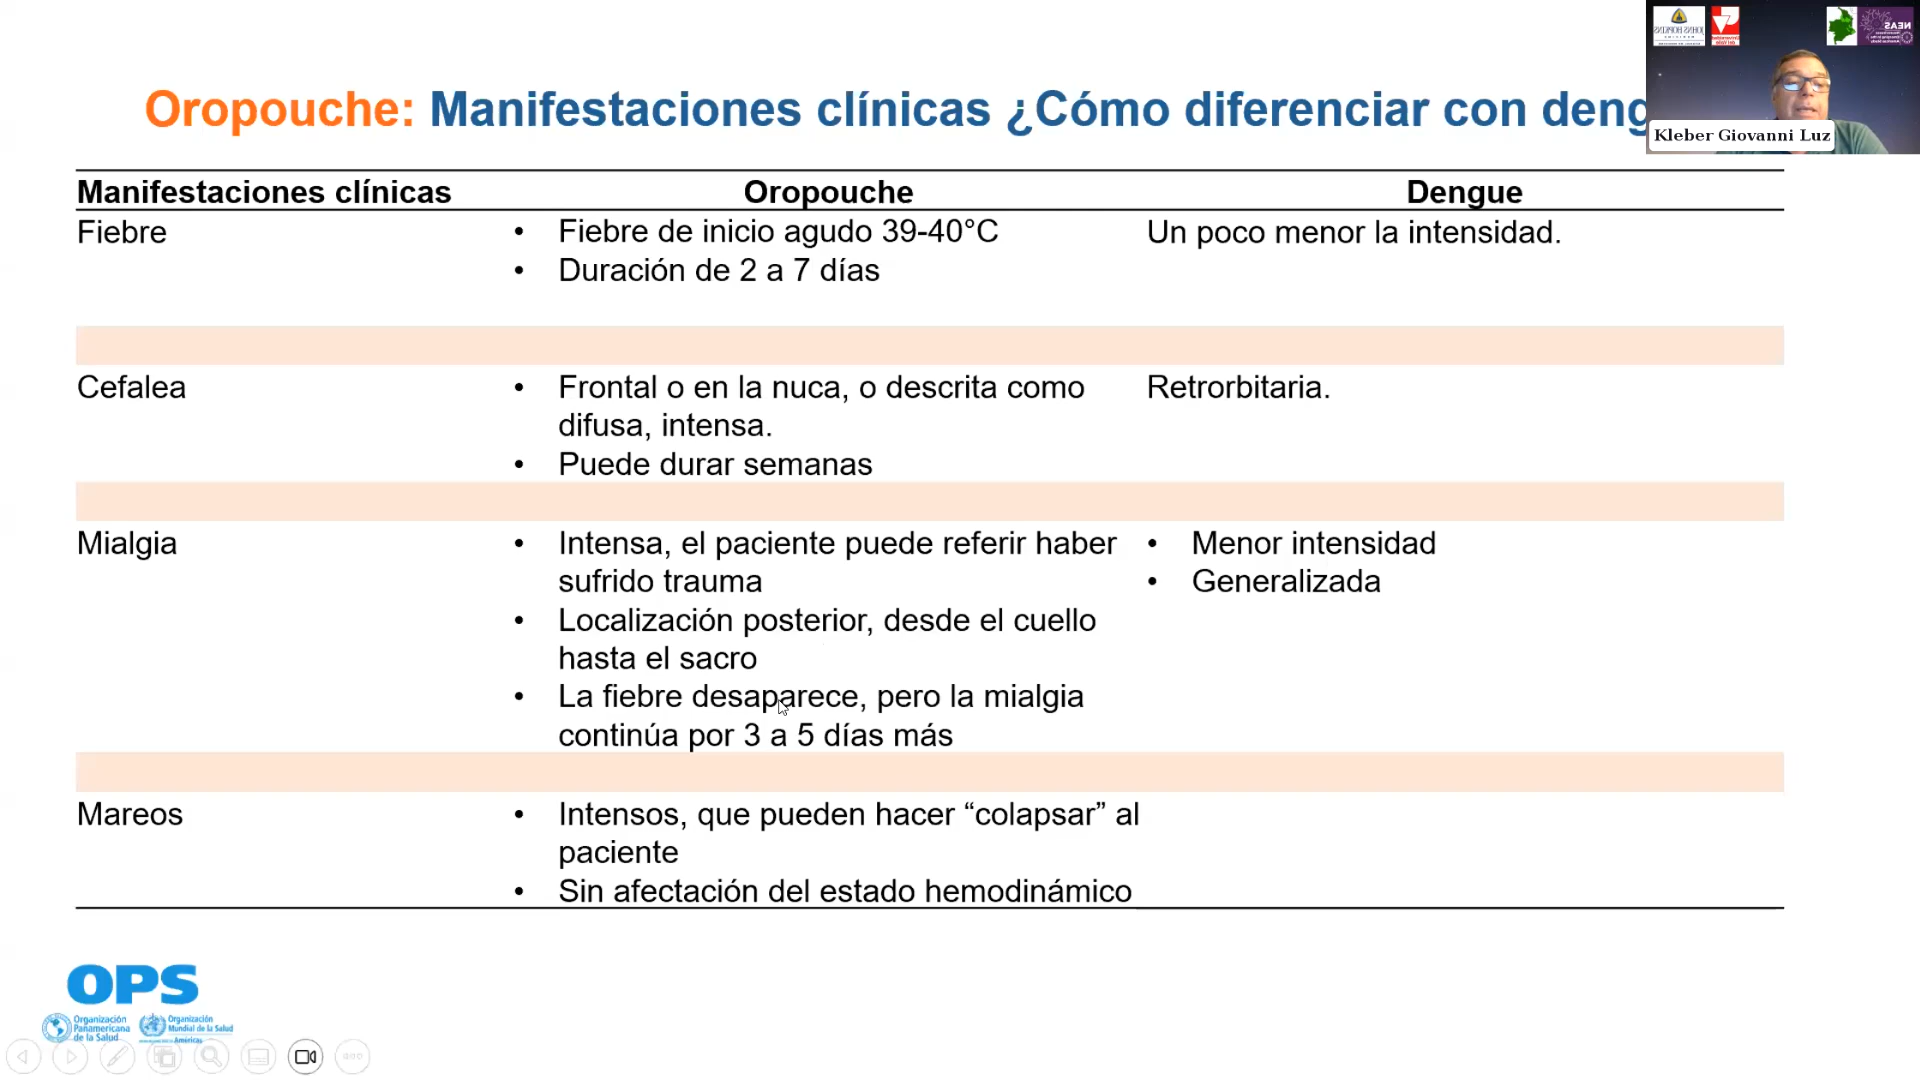 Oropouche: Manifestaciones clínicas ¿Cómo diferenciar con deng
Kleber Giovanni Luz
Manifestaciones clínicas Oropouche Dengue
Fiebre
• Fiebre de inicio agudo 39-40°C
• Duración de 2 a 7 días
Un poco menor la intensidad.
Cefalea
• Frontal o en la nuca, o descrita como
difusa, intensa.
• Puede durar semanas
Retrorbitaria.
Mialgia
• Intensa, el paciente puede referir haber
sufrido trauma
• Localización posterior, desde el cuello
hasta el sacro
• La fiebre desaparece, pero la mialgia
continúa por 3 a 5 días más
• Menor intensidad
• Generalizada
Mareos
• Intensos, que pueden hacer “colapsar” al
paciente
• Sin afectación del estado hemodinámico
OPS
Organización
Panamericana
de la Salud
Organización
Mundial de la Salud
Américas
JOHNS HOPKINS
NEAS